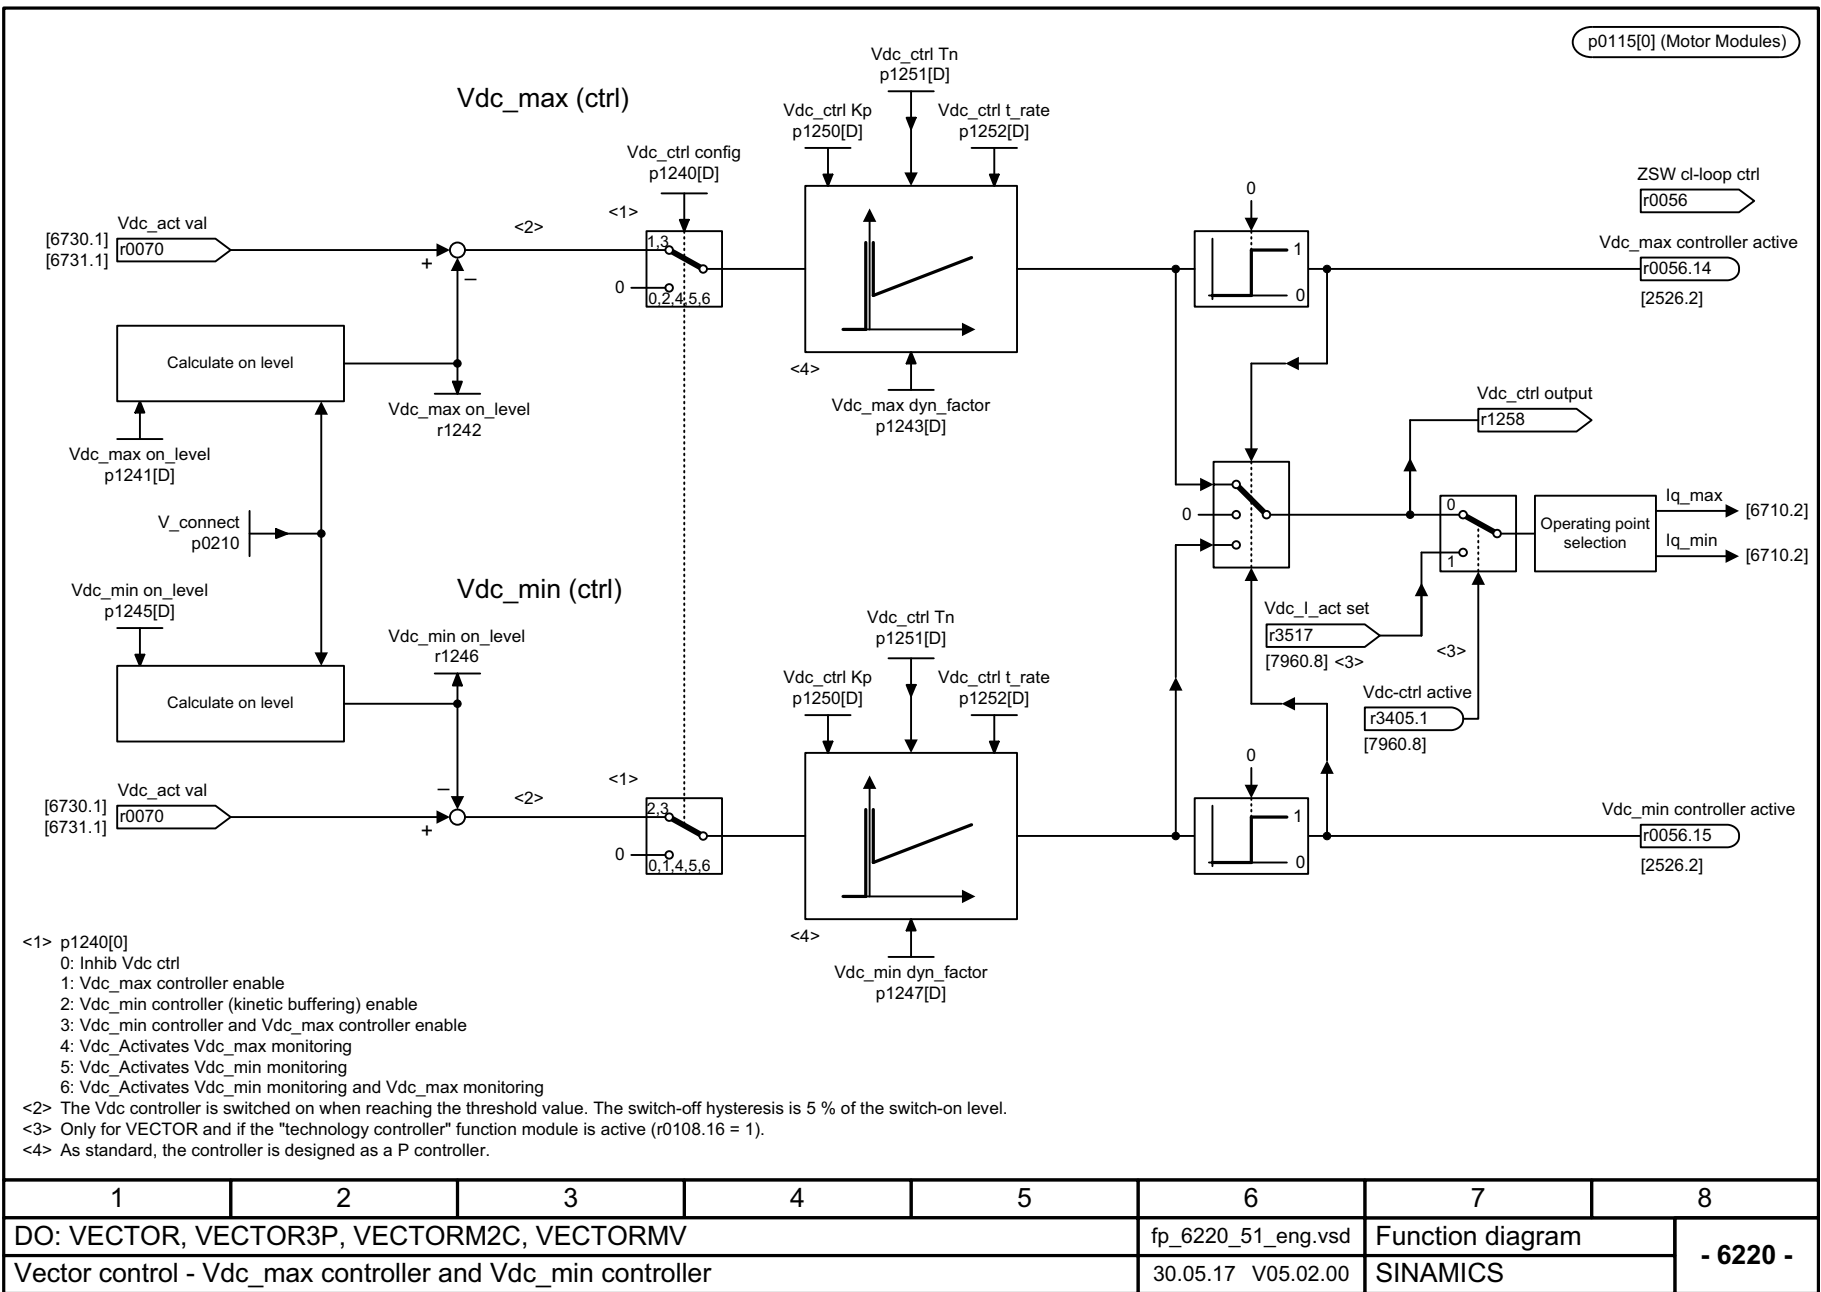 p0115[0] (Motor Modules)
Vdc_max (ctrl)
Vdc_ctrl Tn
p1251[D]
Vdc_ctrl Kp
p1250[D]
Vdc_ctrl t_rate
p1252[D]
Vdc_ctrl config
p1240[D]
<1>
<2>
[6730.1]
[6731.1]
Vdc_act val
r0070
+
–
1,3
0
0,2,4,5,6
Calculate on level
Vdc_max on_level
r1242
Vdc_max on_level
p1241[D]
<4>
Vdc_max dyn_factor
p1243[D]
0
1
0
ZSW cl-loop ctrl
r0056
Vdc_max controller active
r0056.14
[2526.2]
Vdc_ctrl output
r1258
V_connect
p0210
0
0
1
Operating point
selection
Iq_max
[6710.2]
Iq_min
[6710.2]
Vdc_I_act set
r3517
[7960.8] <3>
<3>
Vdc-ctrl active
r3405.1
[7960.8]
Vdc_min (ctrl)
Vdc_min on_level
p1245[D]
Vdc_min on_level
r1246
Calculate on level
Vdc_ctrl Tn
p1251[D]
Vdc_ctrl Kp
p1250[D]
Vdc_ctrl t_rate
p1252[D]
[6730.1]
[6731.1]
Vdc_act val
r0070
+
–
<2>
<1>
2,3
0
0,1,4,5,6
<4>
Vdc_min dyn_factor
p1247[D]
0
1
0
Vdc_min controller active
r0056.15
[2526.2]
<1> p1240[0]
0: Inhib Vdc ctrl
1: Vdc_max controller enable
2: Vdc_min controller (kinetic buffering) enable
3: Vdc_min controller and Vdc_max controller enable
4: Vdc_Activates Vdc_max monitoring
5: Vdc_Activates Vdc_min monitoring
6: Vdc_Activates Vdc_min monitoring and Vdc_max monitoring
<2> The Vdc controller is switched on when reaching the threshold value. The switch-off hysteresis is 5 % of the switch-on level.
<3> Only for VECTOR and if the "technology controller" function module is active (r0108.16 = 1).
<4> As standard, the controller is designed as a P controller.
1 2 3 4 5 6 7 8
DO: VECTOR, VECTOR3P, VECTORM2C, VECTORMV
fp_6220_51_eng.vsd
Function diagram
- 6220 -
Vector control - Vdc_max controller and Vdc_min controller
30.05.17 V05.02.00
SINAMICS